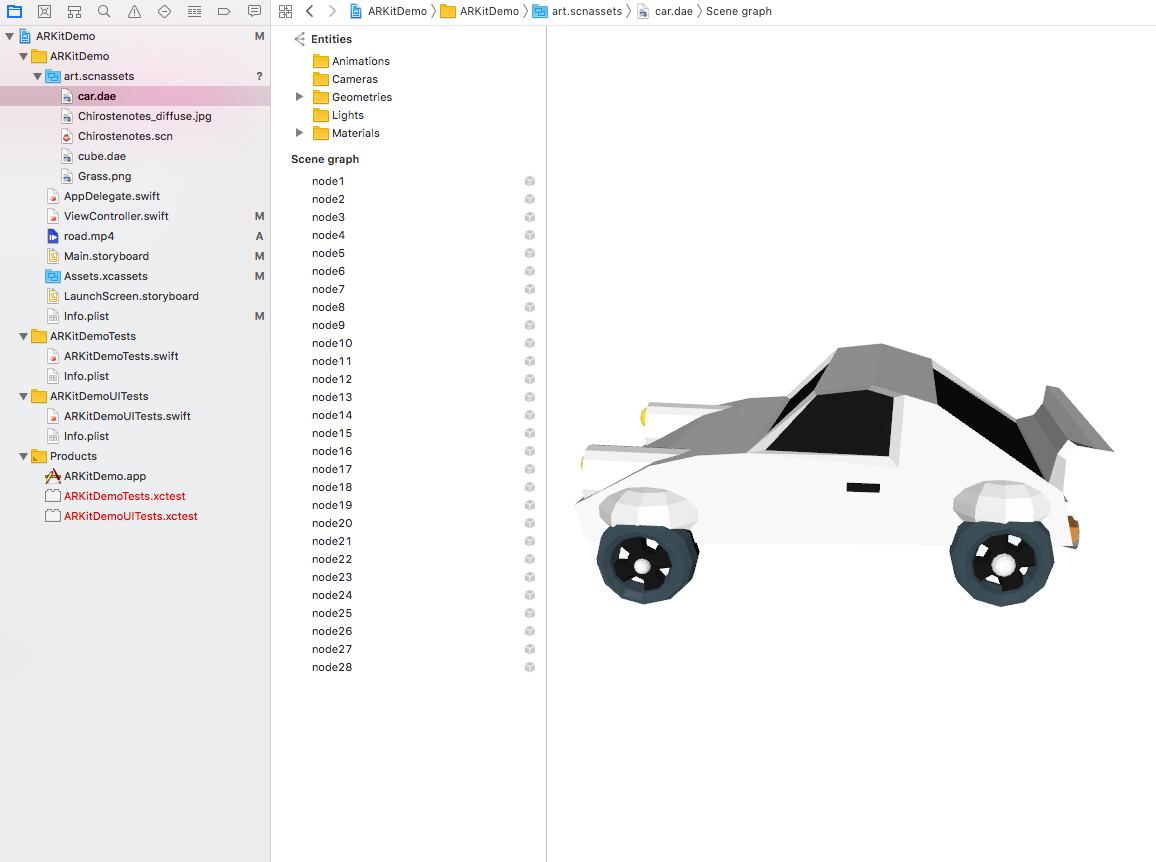 ARKitDemo ARKitDemo art.scnassets car.dae Scene graph
ARKitDemo M
ARKitDemo
art.scnassets ?
car.dae
Chirostenotes_diffuse.jpg
Chirostenotes.scn
cube.dae
Grass.png
AppDelegate.swift
ViewController.swift M
road.mp4 A
Main.storyboard M
Assets.xcassets M
LaunchScreen.storyboard
Info.plist M
ARKitDemoTests
ARKitDemoTests.swift
Info.plist
ARKitDemoUITests
ARKitDemoUITests.swift
Info.plist
Products
ARKitDemo.app
ARKitDemoTests.xctest
ARKitDemoUITests.xctest
Entities
Animations
Cameras
Geometries
Lights
Materials
Scene graph
node1
node2
node3
node4
node5
node6
node7
node8
node9
node10
node11
node12
node13
node14
node15
node16
node17
node18
node19
node20
node21
node22
node23
node24
node25
node26
node27
node28